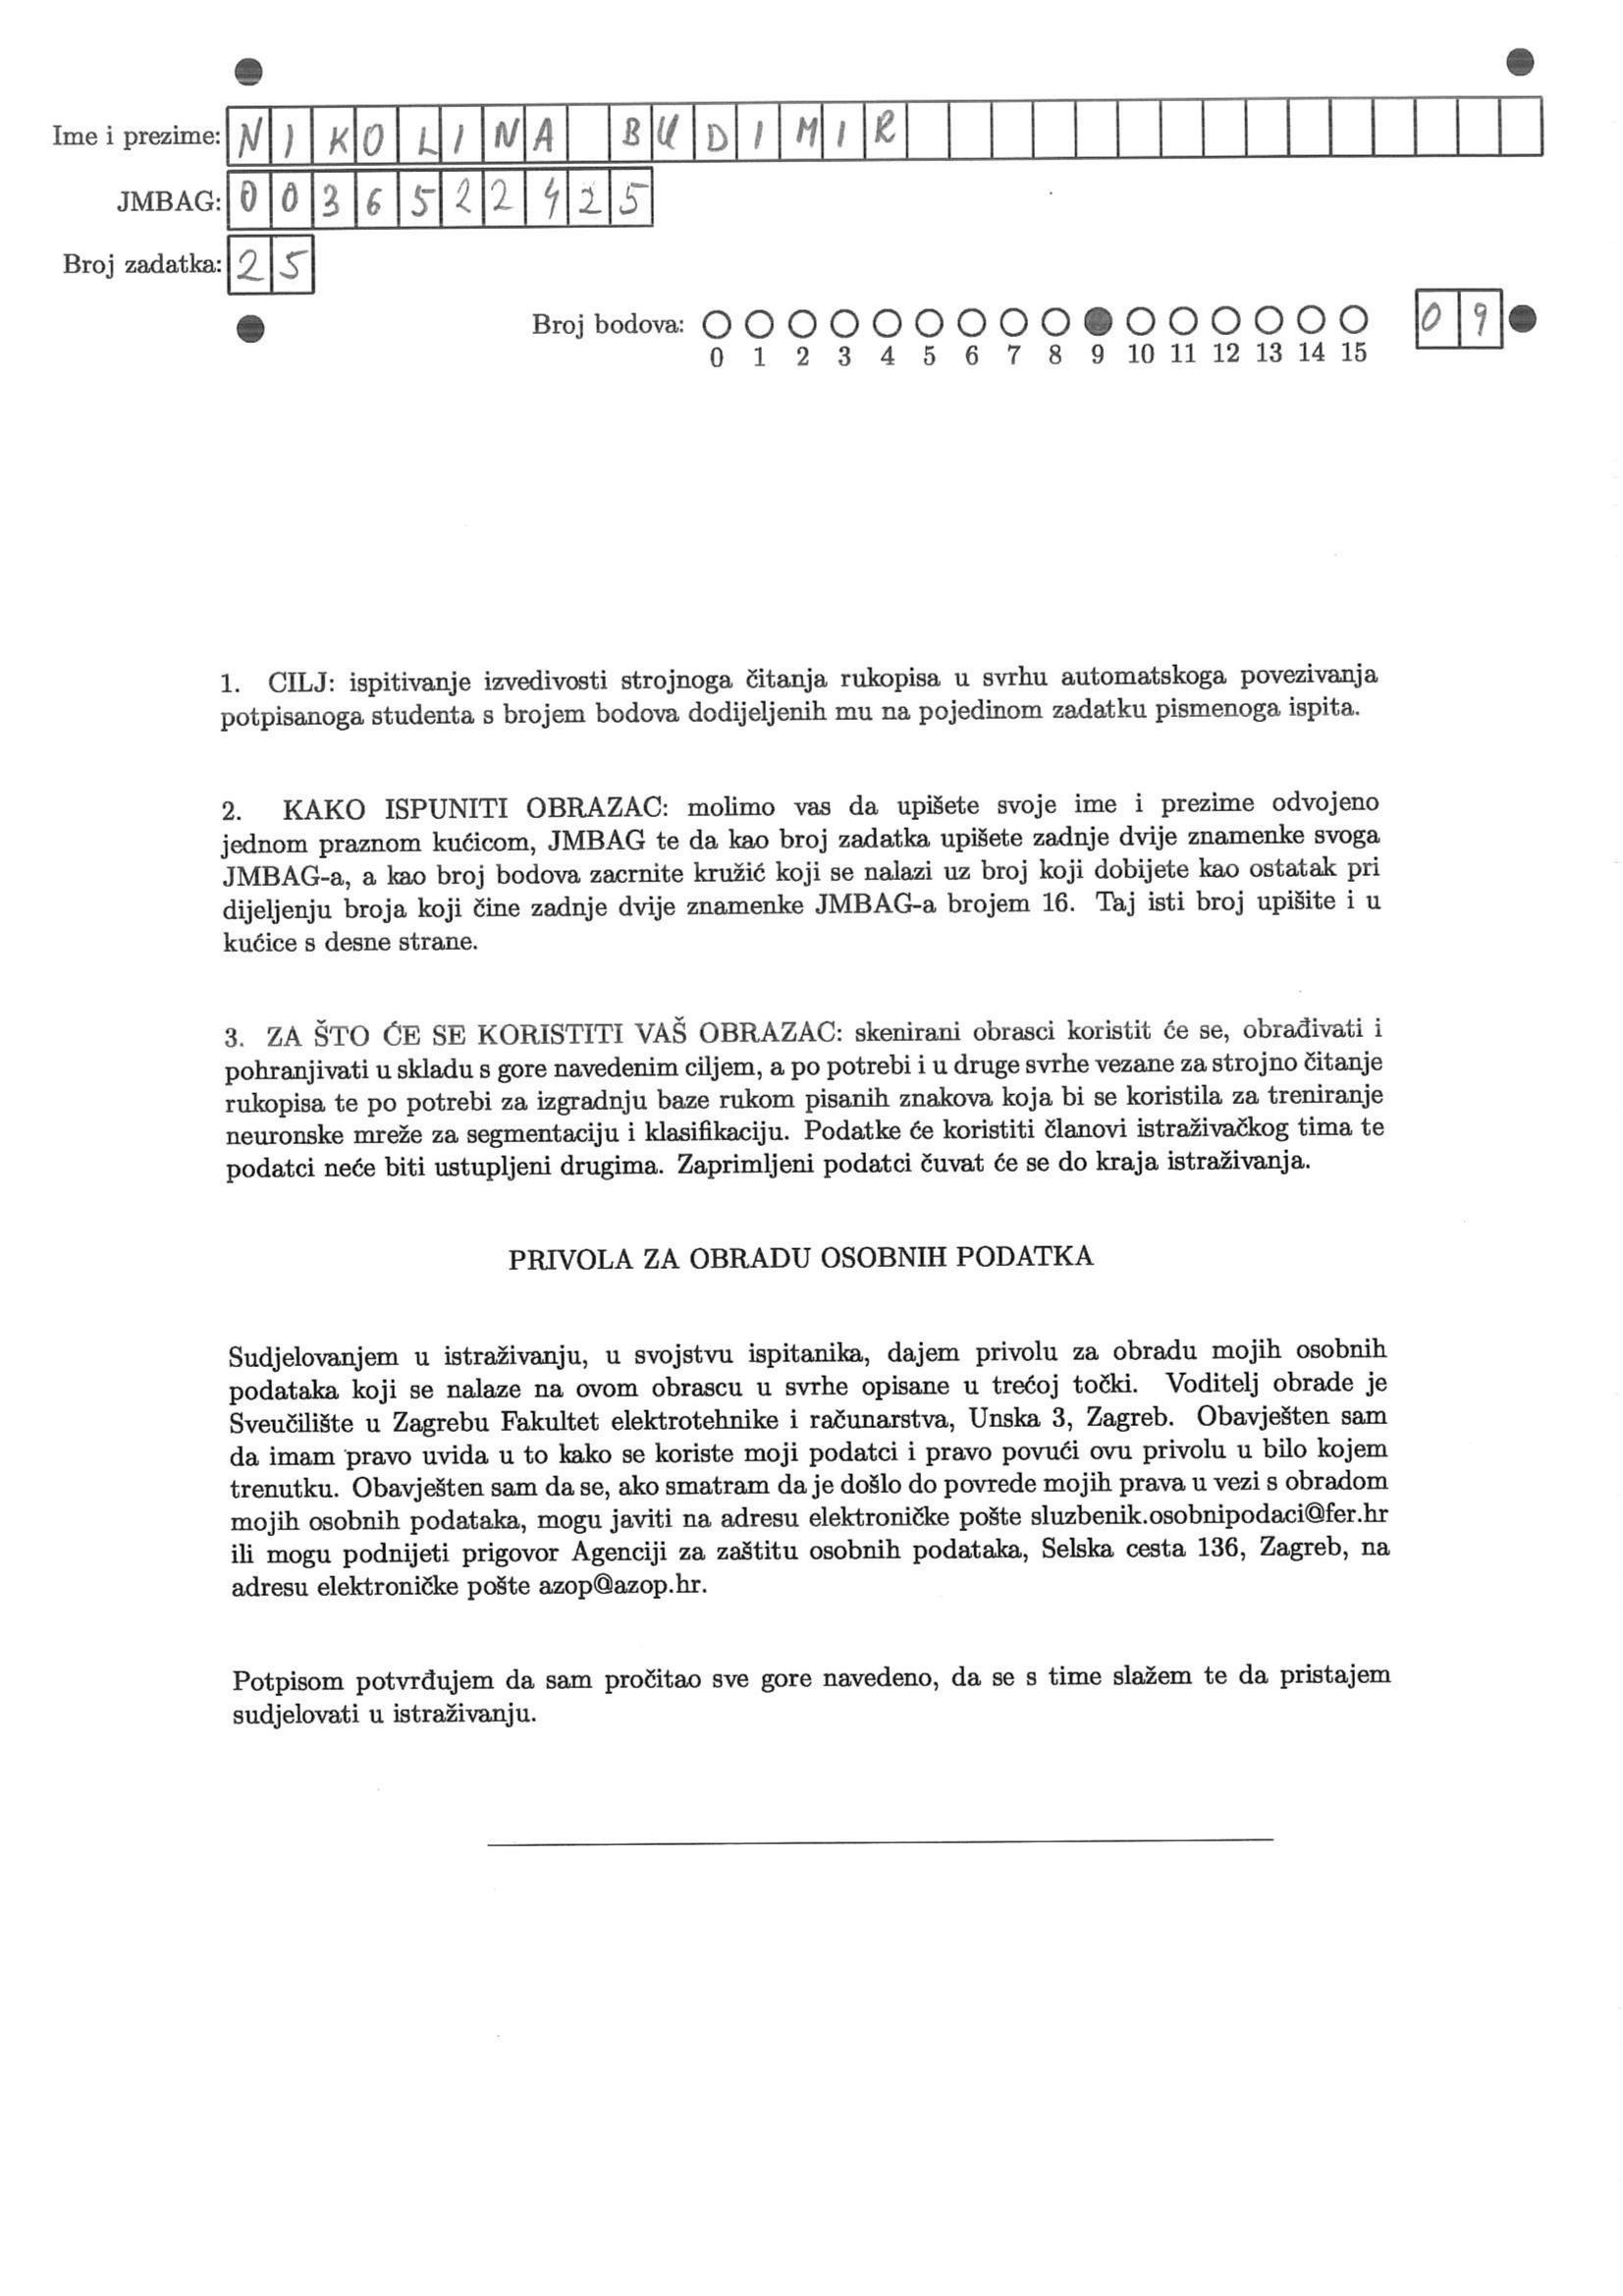 Ime i prezime: NIKOLINA BUDIMIR
JMBAG: 0036522425
Broj zadatka: 25
Broj bodova: 09
0 1 2 3 4 5 6 7 8 9 10 11 12 13 14 15
1. CILJ: ispitivanje izvedivosti strojnoga čitanja rukopisa u svrhu automatskoga povezivanja
potpisanoga studenta s brojem bodova dodijeljenih mu na pojedinom zadatku pismenoga ispita.
2. KAKO ISPUNITI OBRAZAC: molimo vas da upišete svoje ime i prezime odvojeno
jednom praznom kućicom, JMBAG te da kao broj zadatka upišete zadnje dvije znamenke svoga
JMBAG-a, a kao broj bodova zacrnite kružić koji se nalazi uz broj koji dobijete kao ostatak pri
dijeljenju broja koji čine zadnje dvije znamenke JMBAG-a brojem 16. Taj isti broj upišite i u
kućice s desne strane.
3. ZA ŠTO ĆE SE KORISTITI VAŠ OBRAZAC: skenirani obrasci koristit će se, obrađivati i
pohranjivati u skladu s gore navedenim ciljem, a po potrebi i u druge svrhe vezane za strojno čitanje
rukopisa te po potrebi za izgradnju baze rukom pisanih znakova koja bi se koristila za treniranje
neuronske mreže za segmentaciju i klasifikaciju. Podatke će koristiti članovi istraživačkog tima te
podatci neće biti ustupljeni drugima. Zaprimljeni podatci čuvat će se do kraja istraživanja.
PRIVOLA ZA OBRADU OSOBNIH PODATKA
Sudjelovanjem u istraživanju, u svojstvu ispitanika, dajem privolu za obradu mojih osobnih
podataka koji se nalaze na ovom obrascu u svrhe opisane u trećoj točki. Voditelj obrade je
Sveučilište u Zagrebu Fakultet elektrotehnike i računarstva, Unska 3, Zagreb. Obavješten sam
da imam pravo uvida u to kako se koriste moji podatci i pravo povući ovu privolu u bilo kojem
trenutku. Obavješten sam da se, ako smatram da je došlo do povrede mojih prava u vezi s obradom
mojih osobnih podataka, mogu javiti na adresu elektroničke pošte sluzbenik.osobnipodaci@fer.hr
ili mogu podnijeti prigovor Agenciji za zaštitu osobnih podataka, Selska cesta 136, Zagreb, na
adresu elektroničke pošte azop@azop.hr.
Potpisom potvrđujem da sam pročitao sve gore navedeno, da se s time slažem te da pristajem
sudjelovati u istraživanju.